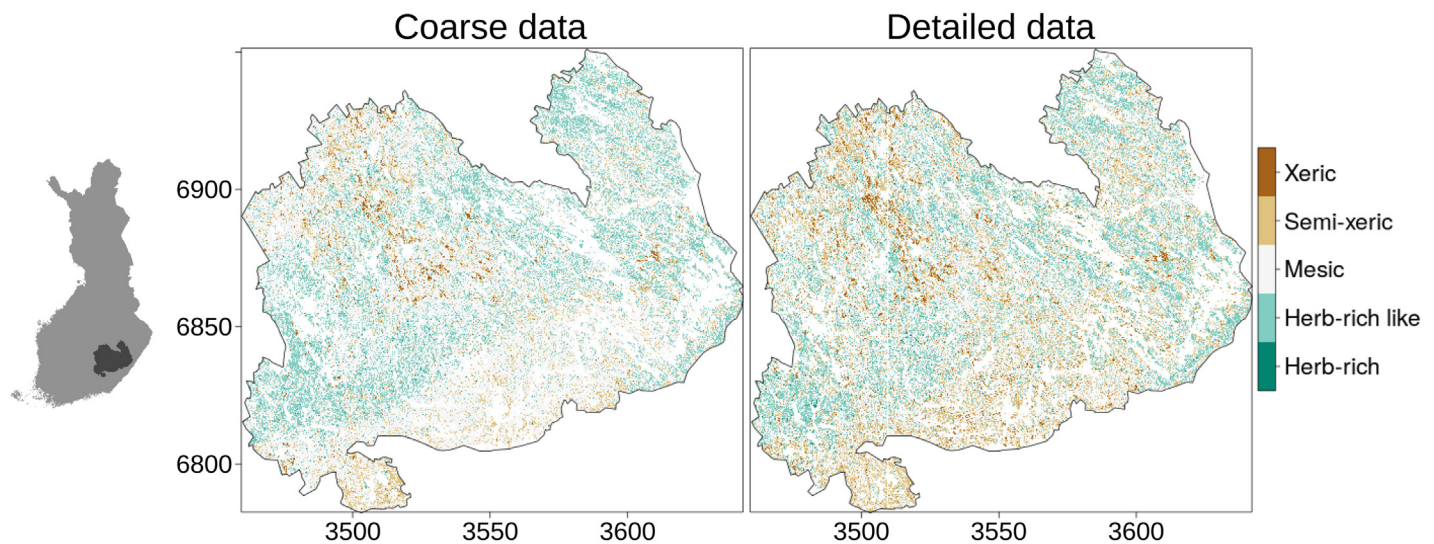 Coarse data
Detailed data
6900
6850
6800
3500
3550
3600
3500
3550
3600
Xeric
Semi-xeric
Mesic
Herb-rich like
Herb-rich